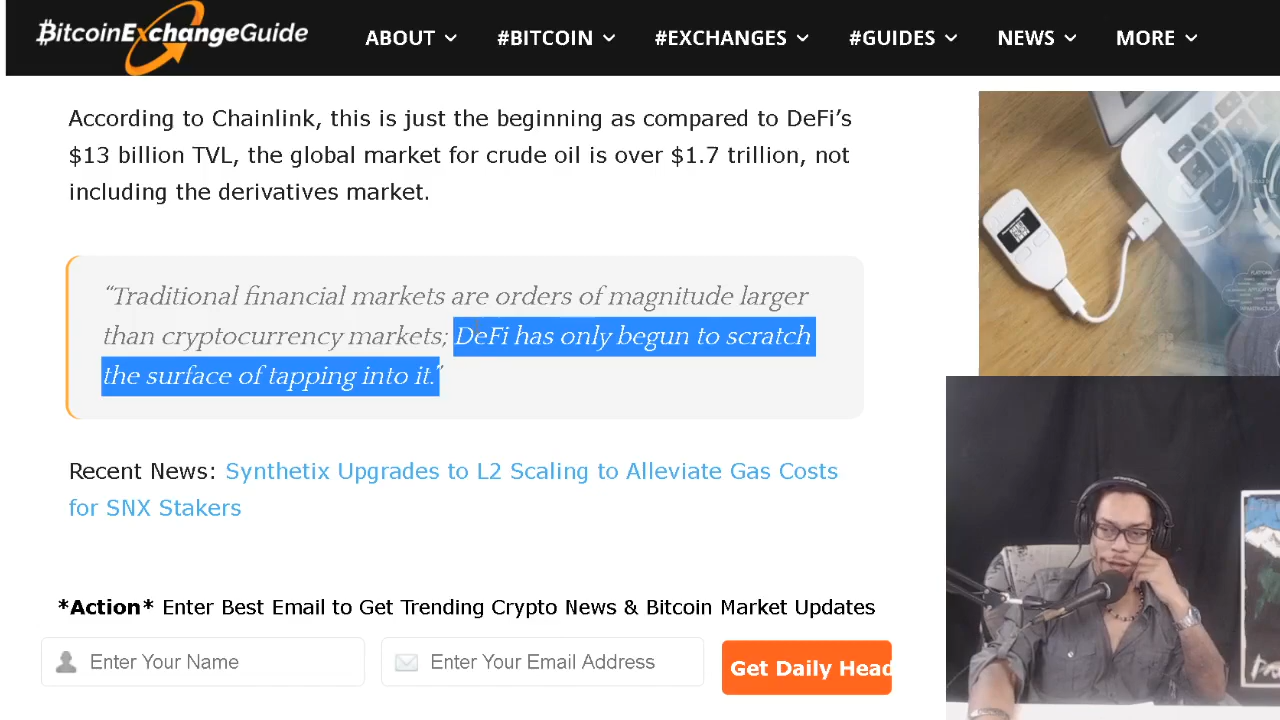 BitcoinExchangeGuide
ABOUT #BITCOIN #EXCHANGES #GUIDES NEWS MORE
According to Chainlink, this is just the beginning as compared to DeFi’s
$13 billion TVL, the global market for crude oil is over $1.7 trillion, not
including the derivatives market.
“Traditional financial markets are orders of magnitude larger
than cryptocurrency markets; DeFi has only begun to scratch
the surface of tapping into it.”
Recent News: Synthetix Upgrades to L2 Scaling to Alleviate Gas Costs
for SNX Stakers
*Action* Enter Best Email to Get Trending Crypto News & Bitcoin Market Updates
Enter Your Name
Enter Your Email Address
Get Daily Head